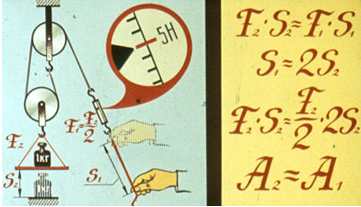 5H
F₁≈F₂/2
F₂
1кг
S₁
S₂
F₂·S₂≈F₁·S₁
S₁≈2S₂
F₂·S₂≈F₂/2·2S₂
A₂≈A₁